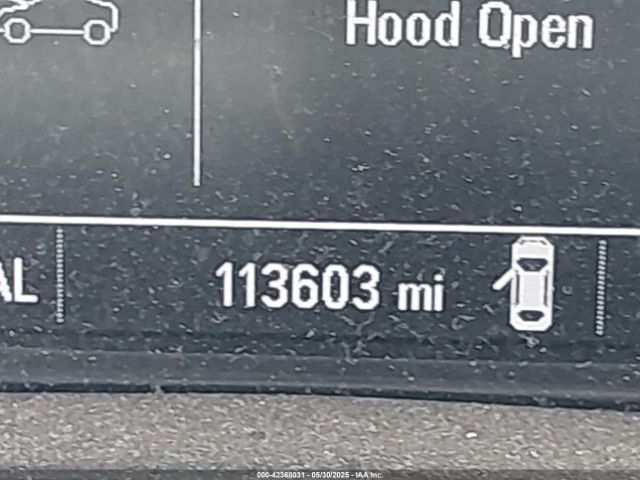 Hood Open
AL
113603 mi
000-42368031 - 05/30/2025 - IAA Inc.